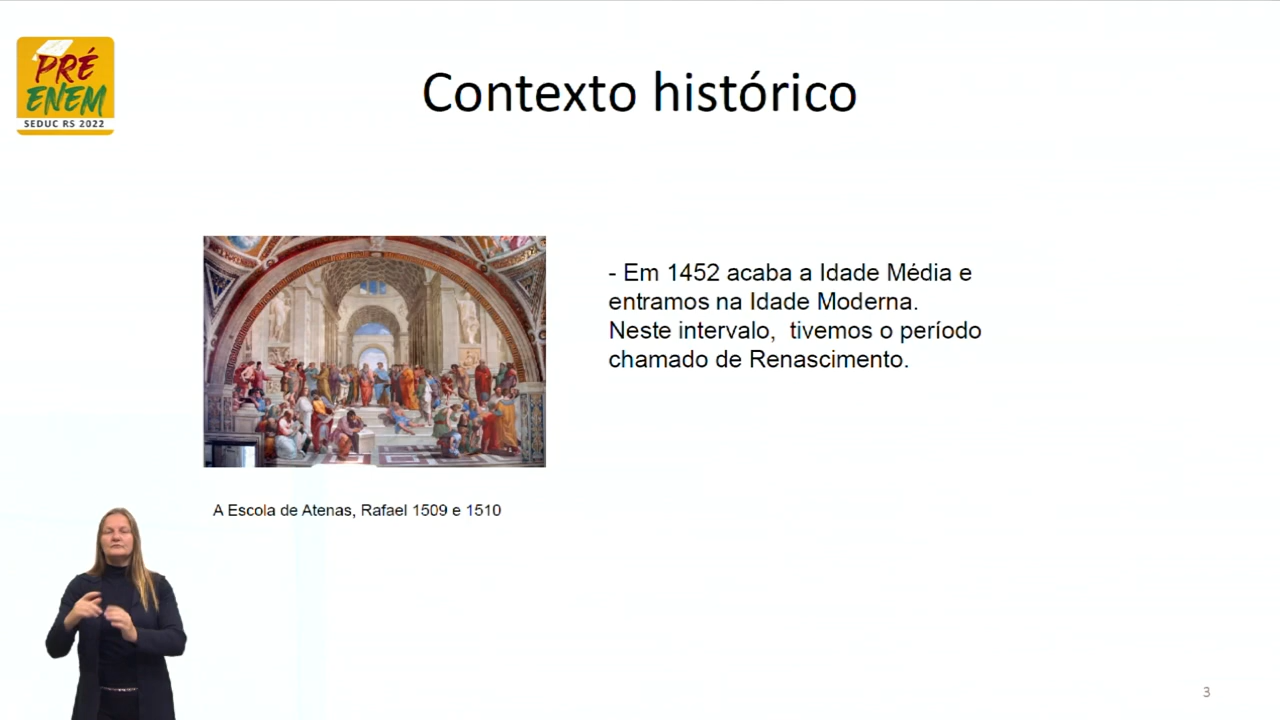 PRÉ
ENEM
SEDUC RS 2022
Contexto histórico
- Em 1452 acaba a Idade Média e
entramos na Idade Moderna.
Neste intervalo,  tivemos o período
chamado de Renascimento.
A Escola de Atenas, Rafael 1509 e 1510
3